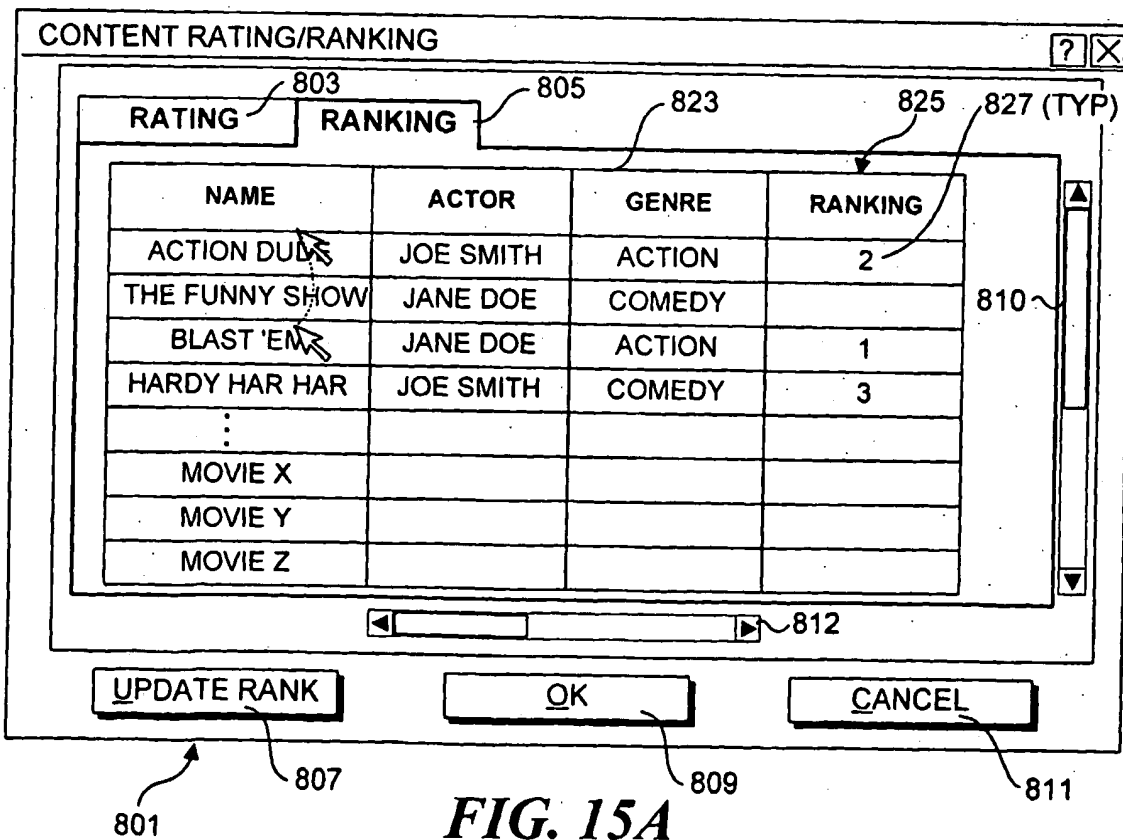 CONTENT RATING/RANKING ? X
803 805 823 825 827 (TYP)
RATING RANKING
NAME ACTOR GENRE RANKING
ACTION DUDE JOE SMITH ACTION 2
THE FUNNY SHOW JANE DOE COMEDY
BLAST 'EM JANE DOE ACTION 1
HARDY HAR HAR JOE SMITH COMEDY 3
810
⋮
MOVIE X
MOVIE Y
MOVIE Z
812
UPDATE RANK OK CANCEL
801 807 809 811
FIG. 15A